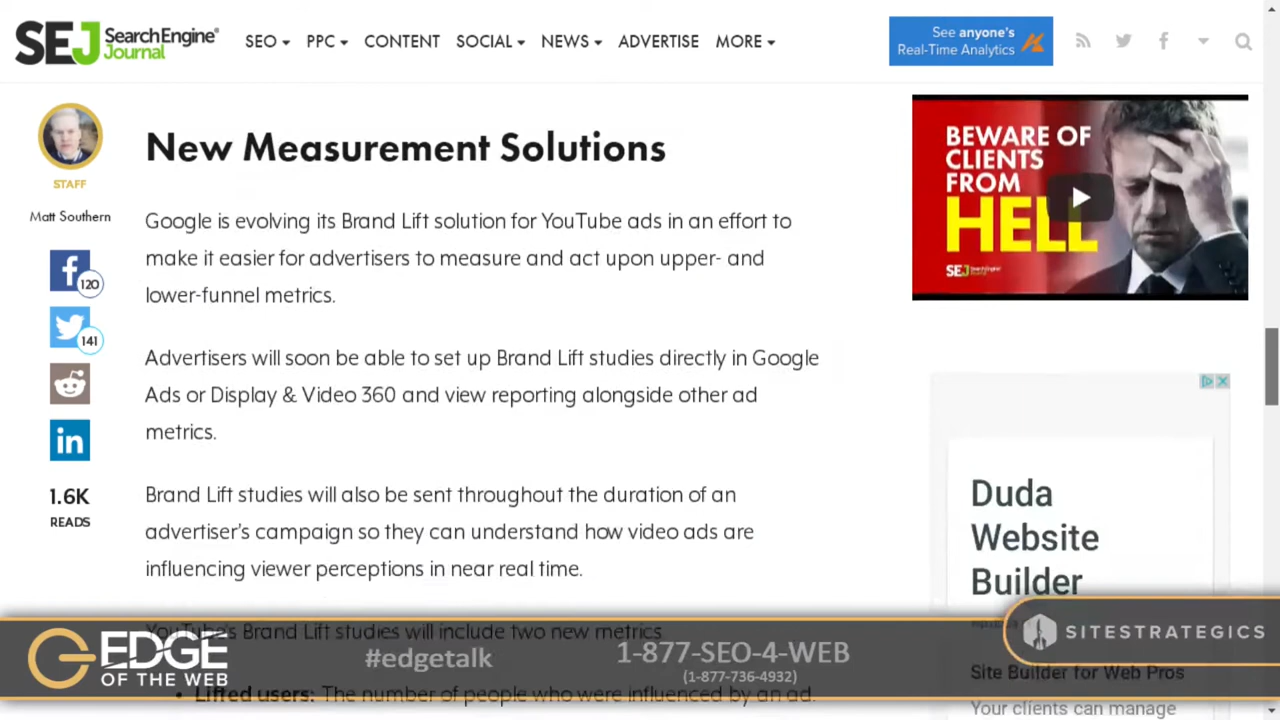 SEJ SearchEngine Journal
SEO PPC CONTENT SOCIAL NEWS ADVERTISE MORE
See anyone's
Real-Time Analytics
STAFF
Matt Southern
120
141
in
1.6K
READS
New Measurement Solutions
Google is evolving its Brand Lift solution for YouTube ads in an effort to
make it easier for advertisers to measure and act upon upper- and
lower-funnel metrics.
Advertisers will soon be able to set up Brand Lift studies directly in Google
Ads or Display & Video 360 and view reporting alongside other ad
metrics.
Brand Lift studies will also be sent throughout the duration of an
advertiser's campaign so they can understand how video ads are
influencing viewer perceptions in near real time.
YouTube's Brand Lift studies will include two new metrics
• Lifted users: The number of people who were influenced by an ad.
BEWARE OF
CLIENTS
FROM
HELL
SEJ SearchEngine Journal
Duda
Website
Builder
Site Builder for Web Pros
Your clients can manage
EDGE
OF THE WEB
#edgetalk
1-877-SEO-4-WEB
(1-877-736-4932)
SITESTRATEGICS